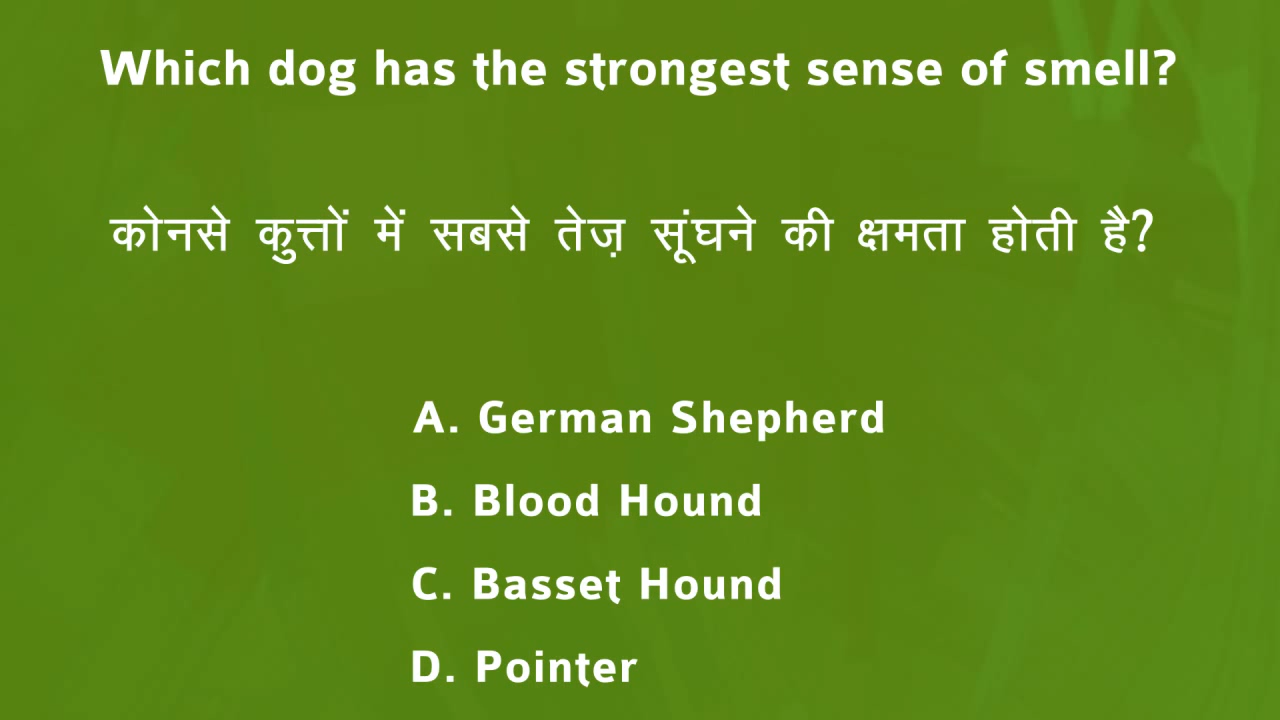 Which dog has the strongest sense of smell?
कोनसे कुत्तों में सबसे तेज़ सूंघने की क्षमता होती है?
A. German Shepherd
B. Blood Hound
C. Basset Hound
D. Pointer